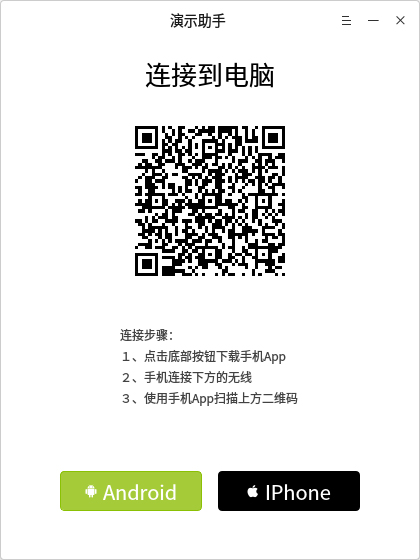 演示助手
连接到电脑
连接步骤：
1、点击底部按钮下载手机App
2、手机连接下方的无线
3、使用手机App扫描上方二维码
Android
IPhone